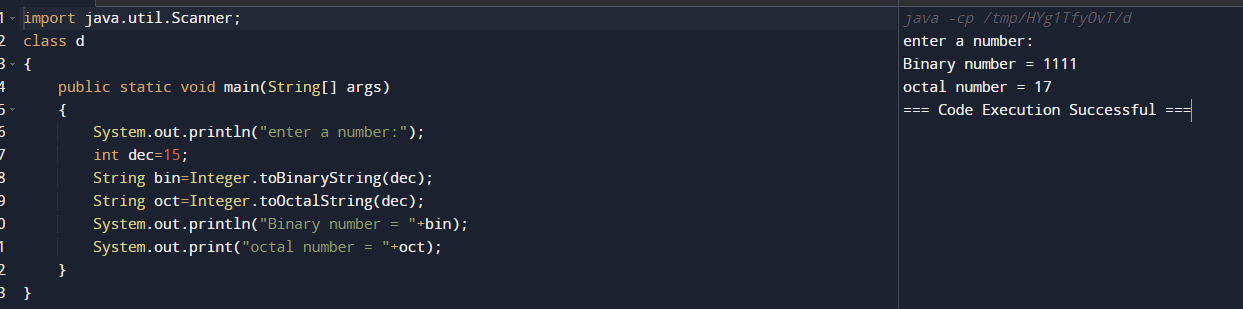 1 import java.util.Scanner;
2 class d
3 {
4     public static void main(String[] args)
5     {
6         System.out.println("enter a number:");
7         int dec=15;
8         String bin=Integer.toBinaryString(dec);
9         String oct=Integer.toOctalString(dec);
0         System.out.println("Binary number = "+bin);
1         System.out.print("octal number = "+oct);
2     }
3 }
java -cp /tmp/HYg1TfyOvT/d
enter a number:
Binary number = 1111
octal number = 17
=== Code Execution Successful ===